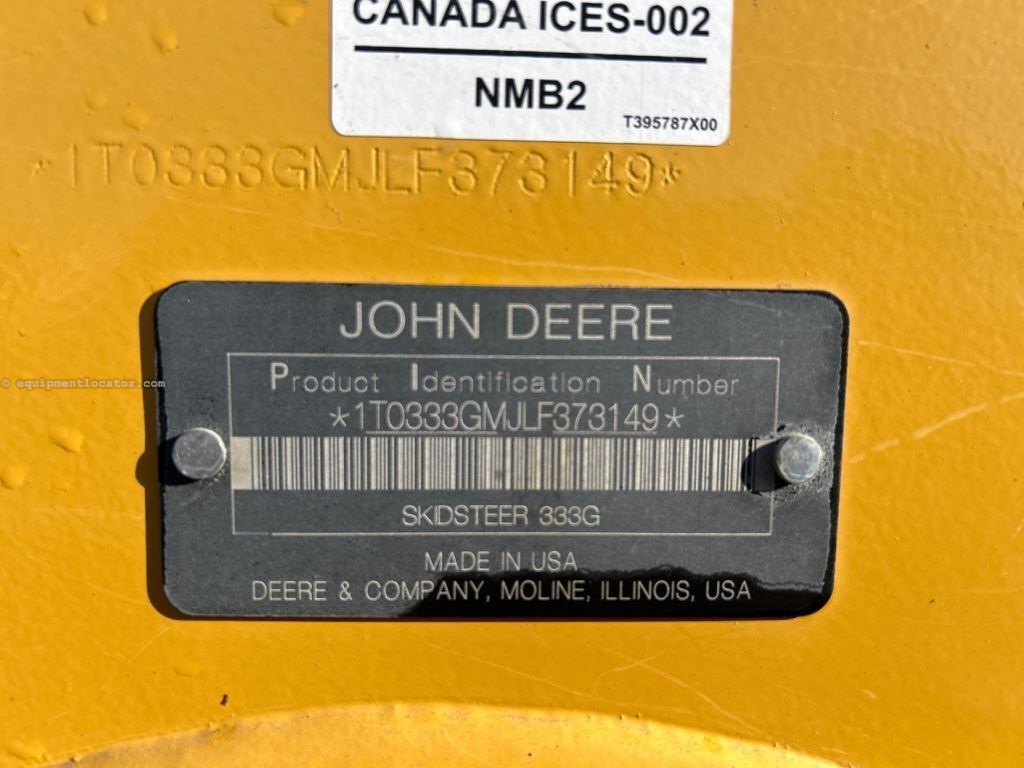 CANADA ICES-002
NMB2
T395787X00
*1T0333GMJLF373149*
JOHN DEERE
Product Identification Number
*1T0333GMJLF373149*
SKIDSTEER 333G
MADE IN USA
DEERE & COMPANY, MOLINE, ILLINOIS, USA
© equipmentlocator.com